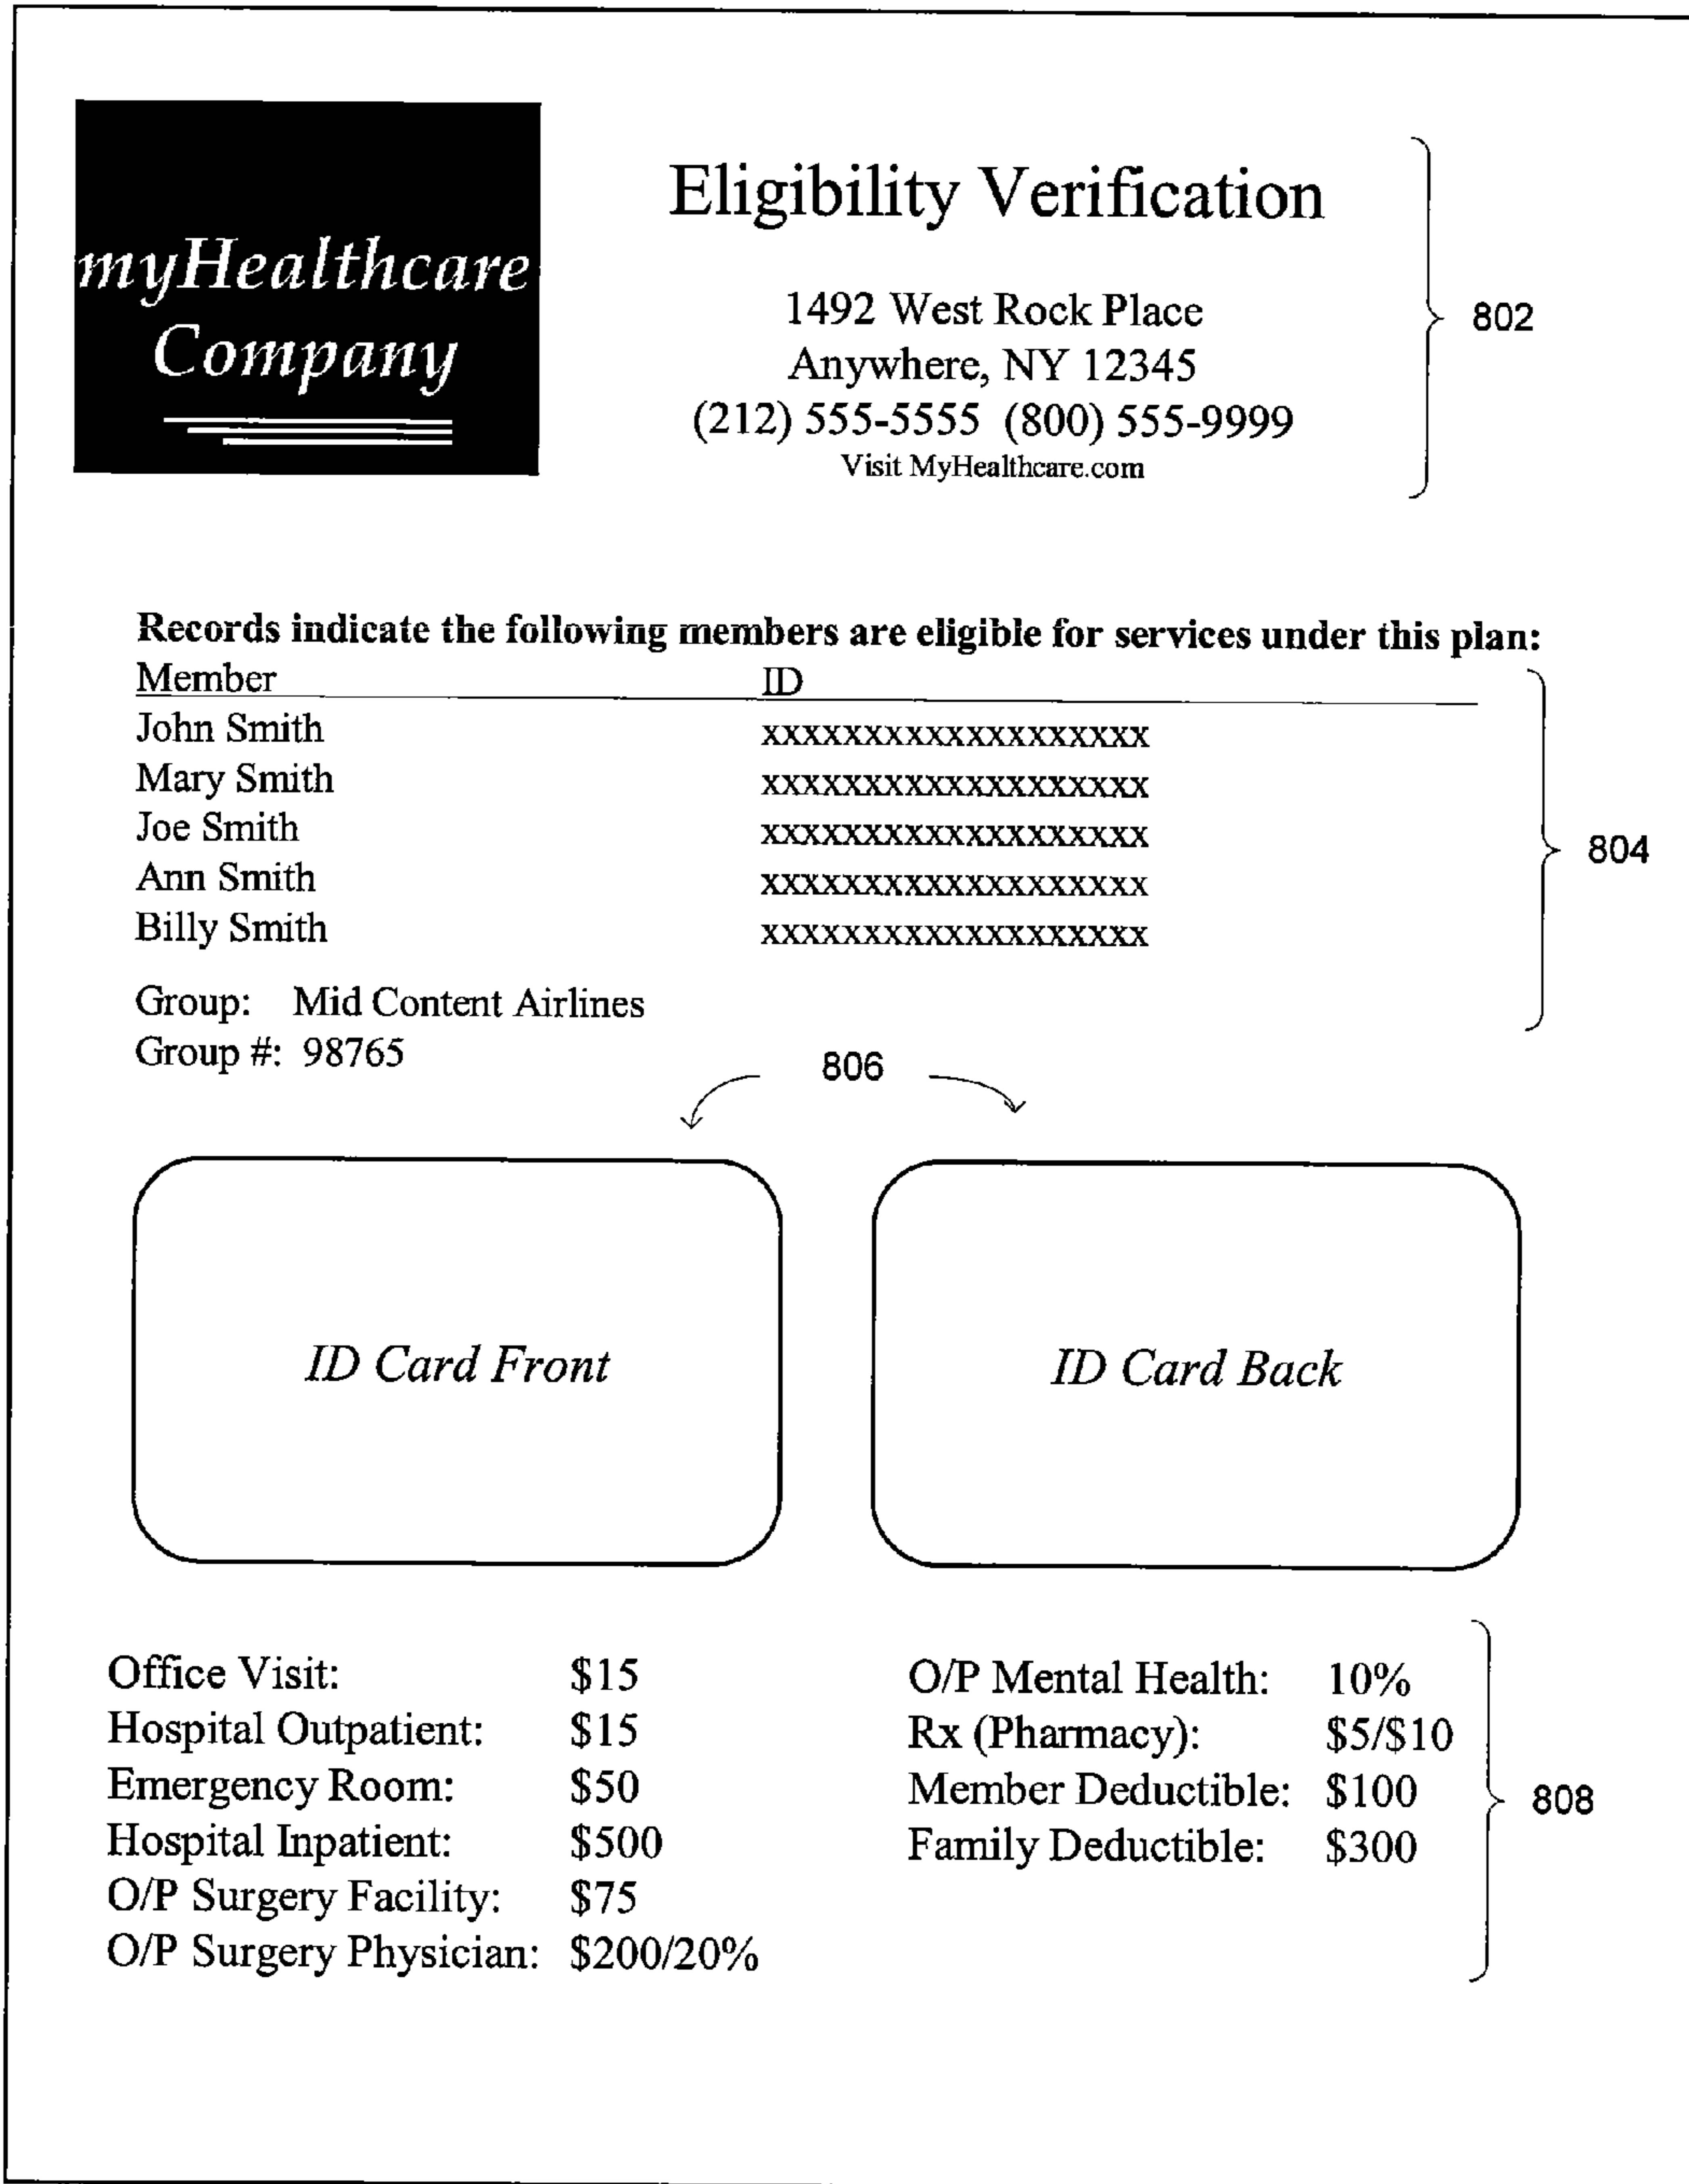 myHealthcare
Company
Eligibility Verification
1492 West Rock Place
Anywhere, NY 12345
(212) 555-5555 (800) 555-9999
Visit MyHealthcare.com
802
Records indicate the following members are eligible for services under this plan:
Member ID
John Smith xxxxxxxxxxxxxxxxxxx
Mary Smith xxxxxxxxxxxxxxxxxxx
Joe Smith xxxxxxxxxxxxxxxxxxx
Ann Smith xxxxxxxxxxxxxxxxxxx
Billy Smith xxxxxxxxxxxxxxxxxxx
804
Group: Mid Content Airlines
Group #: 98765
806
ID Card Front
ID Card Back
Office Visit: $15
Hospital Outpatient: $15
Emergency Room: $50
Hospital Inpatient: $500
O/P Surgery Facility: $75
O/P Surgery Physician: $200/20%
O/P Mental Health: 10%
Rx (Pharmacy): $5/$10
Member Deductible: $100
Family Deductible: $300
808